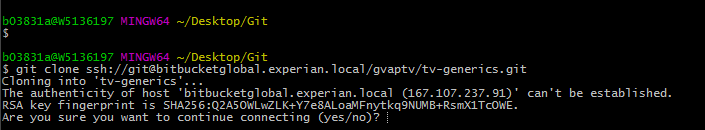 b03831a@W5136197 MINGW64 ~/Desktop/Git
$
b03831a@W5136197 MINGW64 ~/Desktop/Git
$ git clone ssh://git@bitbucketglobal.experian.local/gvaptv/tv-generics.git
Cloning into 'tv-generics'...
The authenticity of host 'bitbucketglobal.experian.local (167.107.237.91)' can't be established.
RSA key fingerprint is SHA256:Q2A5OWLwZLK+Y7e8ALoaMFnytkq9NUMB+RsmX1TcOWE.
Are you sure you want to continue connecting (yes/no)?